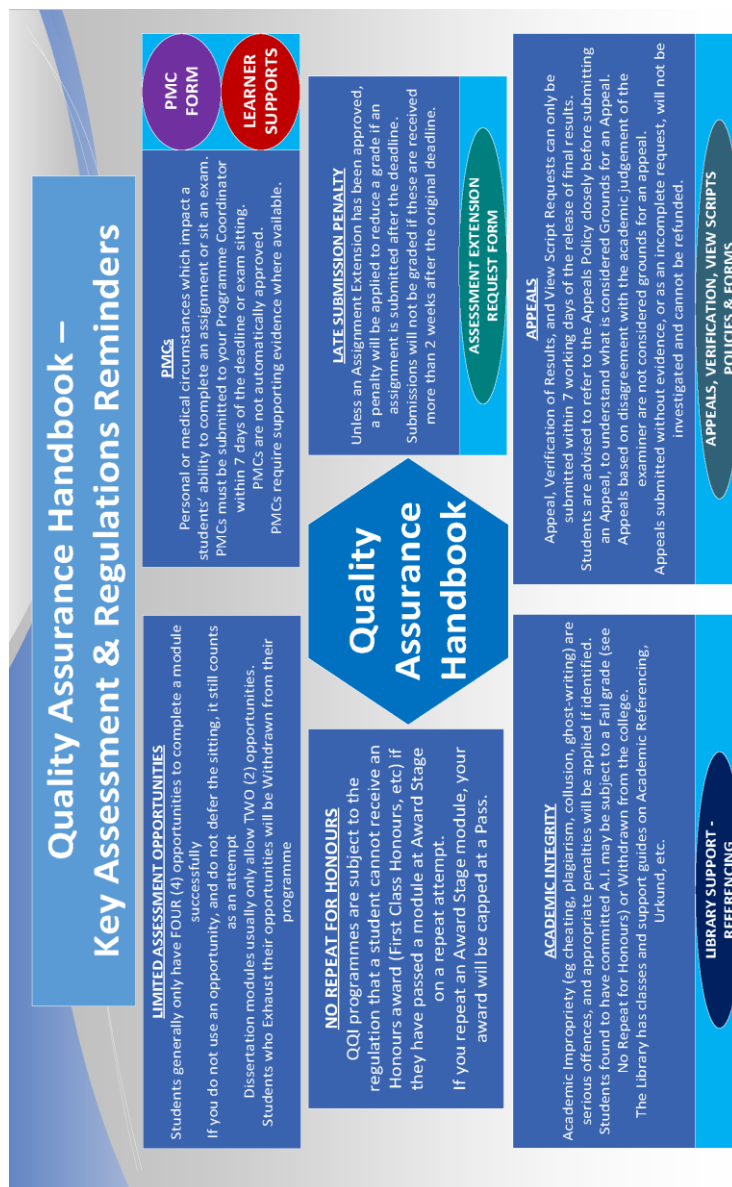 Quality Assurance Handbook –
Key Assessment & Regulations Reminders
LIMITED ASSESSMENT OPPORTUNITIES
Students generally only have FOUR (4) opportunities to complete a module
successfully
If you do not use an opportunity, and do not defer the sitting, it still counts
as an attempt
Dissertation modules usually only allow TWO (2) opportunities.
Students who Exhaust their opportunities will be Withdrawn from their
programme
PMCs
Personal or medical circumstances which impact a
students' ability to complete an assignment or sit an exam.
PMCs must be submitted to your Programme Coordinator
within 7 days of the deadline or exam sitting.
PMCs are not automatically approved.
PMCs require supporting evidence where available.
PMC
FORM
LEARNER
SUPPORTS
NO REPEAT FOR HONOURS
QQI programmes are subject to the
regulation that a student cannot receive an
Honours award (First Class Honours, etc) if
they have passed a module at Award Stage
on a repeat attempt.
If you repeat an Award Stage module, your
award will be capped at a Pass.
Quality
Assurance
Handbook
LATE SUBMISSION PENALTY
Unless an Assignment Extension has been approved,
a penalty will be applied to reduce a grade if an
assignment is submitted after the deadline.
Submissions will not be graded if these are received
more than 2 weeks after the original deadline.
ASSESSMENT EXTENSION
REQUEST FORM
ACADEMIC INTEGRITY
Academic Impropriety (eg cheating, plagiarism, collusion, ghost-writing) are
serious offences, and appropriate penalties will be applied if identified.
Students found to have committed A.I. may be subject to a Fail grade (see
No Repeat for Honours) or Withdrawn from the college.
The Library has classes and support guides on Academic Referencing,
Urkund, etc.
LIBRARY SUPPORT -
REFERENCING
APPEALS
Appeal, Verification of Results, and View Script Requests can only be
submitted within 7 working days of the release of final results.
Students are advised to refer to the Appeals Policy closely before submitting
an Appeal, to understand what is considered Grounds for an Appeal.
Appeals based on disagreement with the academic judgement of the
examiner are not considered grounds for an appeal.
Appeals submitted without evidence, or as an incomplete request, will not be
investigated and cannot be refunded.
APPEALS, VERIFICATION, VIEW SCRIPTS
POLICIES & FORMS